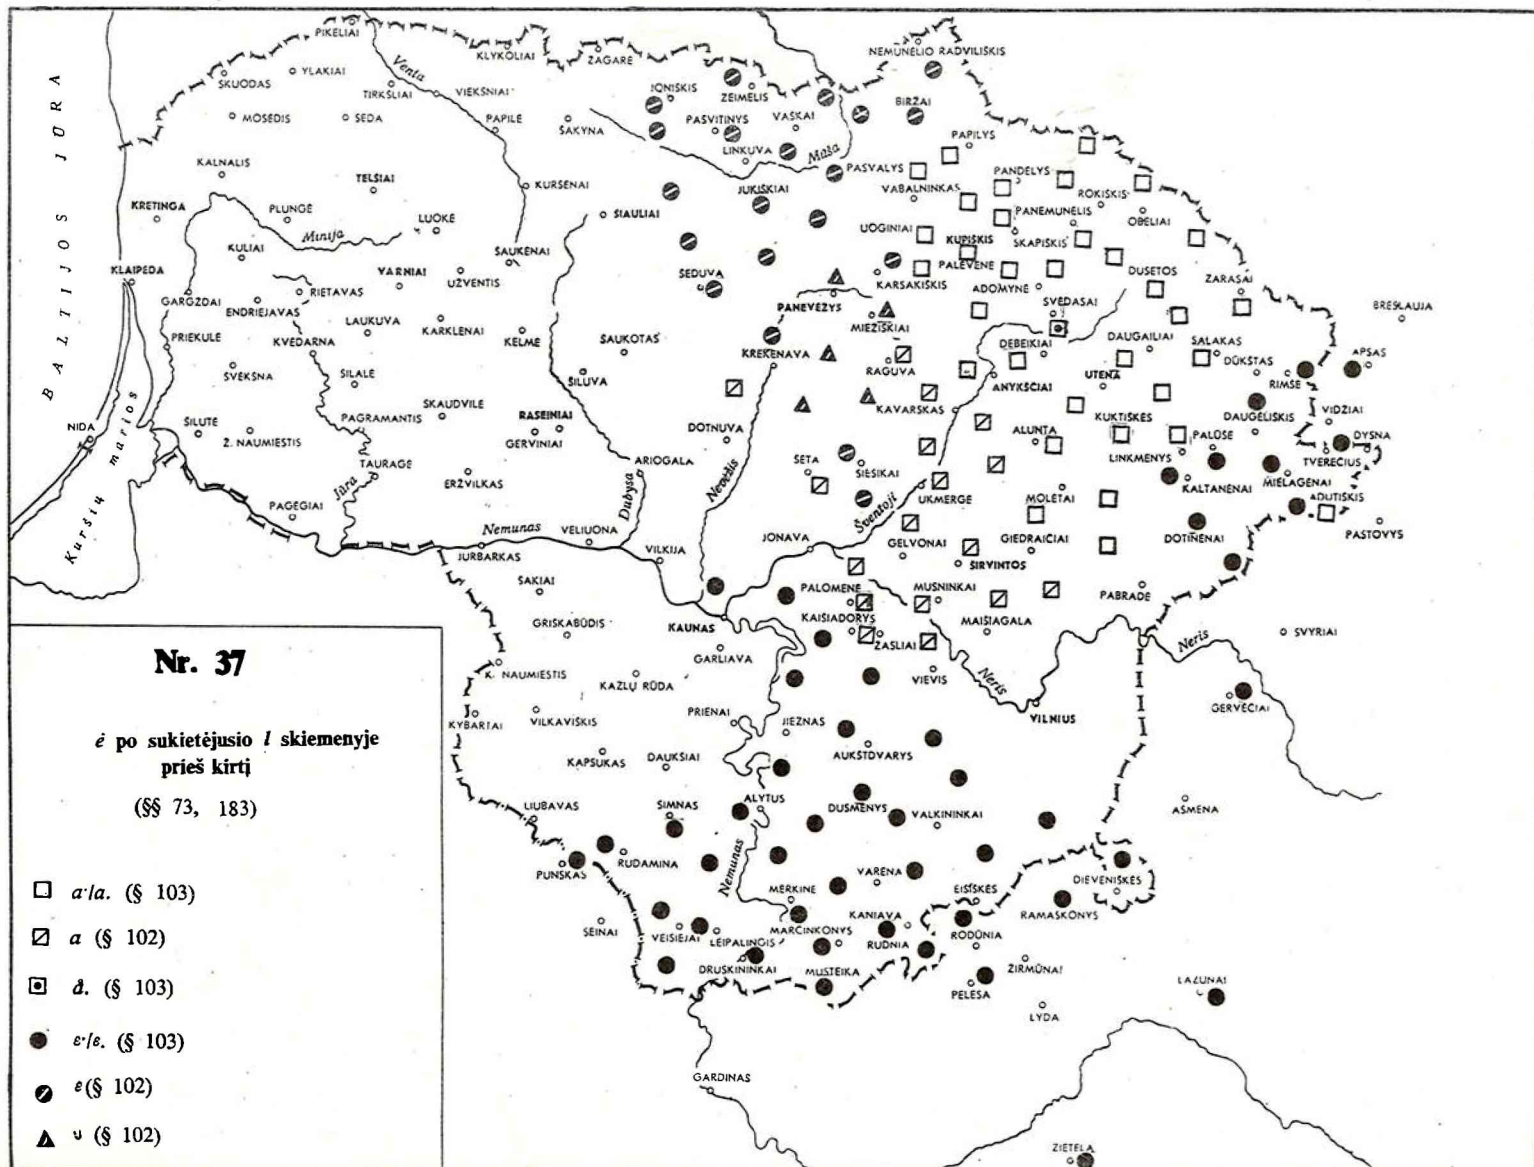 PIKELIAI
KLYKOLIAI
ŽAGARĖ
NEMUNĖLIO RADVILIŠKIS
SKUODAS
YLAKIAI
Venta
TIRKŠLIAI
VIEKŠNIAI
JONIŠKIS
ŽEIMELIS
BIRŽAI
MOSĖDIS
SEDA
PAPILĖ
ŠAKYNA
PAŠVITINYS
VAŠKAI
PAPILYS
LINKUVA
Mūša
KALNALIS
TELŠIAI
KURŠĖNAI
JUKIŠKIAI
PASVALYS
VABALNINKAS
PANDĖLYS
ROKIŠKIS
KRETINGA
PLUNGĖ
Minija
LUOKĖ
ŠIAULIAI
PANEMUNĖLIS
OBELIAI
UOGINIAI
KUPIŠKIS
SKAPIŠKIS
KULIAI
ŠAUKĖNAI
BALTIJOS JŪRA
KLAIPĖDA
VARNIAI
UŽVENTIS
ŠEDUVA
KARSAKIŠKIS
PALĖVENĖ
ADOMYNĖ
DUSETOS
ZARASAI
GARGŽDAI
ENDRIEJAVAS
RIETAVAS
PANEVĖŽYS
MIEŽIŠKIAI
SVĖDASAI
BRESLAUJA
PRIEKULĖ
KVĖDARNA
LAUKUVA
KARKLĖNAI
KELMĖ
ŠAUKOTAS
KREKENAVA
RAGUVA
DEBEIKIAI
DAUGAILIAI
SALAKAS
DŪKŠTAS
APSAS
ŠVĖKŠNA
ŠILALĖ
ŠILUVA
ANYKŠČIAI
UTENA
RIMŠĖ
NIDA
ŠILUTĖ
Ž. NAUMIESTIS
PAGRAMANTIS
SKAUDVILĖ
RASEINIAI
GERVINIAI
DOTNUVA
KAVARSKAS
ALUNTA
KUKTIŠKĖS
DAUGĖLIŠKIS
VIDŽIAI
PALŪŠĖ
DYSNA
LINKMENYS
TVEREČIUS
Kuršių marios
TAURAGĖ
Jūra
ERŽVILKAS
ARIOGALA
Dubysa
Nevėžis
ŠĖTA
SIESIKAI
UKMERGĖ
Šventoji
MOLĖTAI
KALTANĖNAI
MIELAGĖNAI
ADUTIŠKIS
PASTOVYS
PAGĖGIAI
Nemunas
JURBARKAS
VELIUONA
VILKIJA
JONAVA
GELVONAI
GIEDRAIČIAI
ŠIRVINTOS
DOTINĖNAI
ŠAKIAI
PALOMENĖ
MUSNINKAI
PABRADĖ
GRIŠKABŪDIS
KAUNAS
KAIŠIADORYS
ŽASLIAI
MAIŠIAGALA
Neris
SVYRIAI
GARLIAVA
K. NAUMIESTIS
KAZLŲ RŪDA
VIEVIS
Neris
VILNIUS
GERVĖČIAI
KYBARTAI
VILKAVIŠKIS
PRIENAI
JIEZNAS
AUKŠTDVARYS
KAPSUKAS
DAUKŠIAI
LIUBAVAS
SIMNAS
ALYTUS
DUSMENYS
VALKININKAI
AŠMENA
PUNSKAS
RUDAMINA
Nemunas
VARĖNA
EIŠIŠKĖS
DIEVENIŠKĖS
MERKINĖ
RAMAŠKONYS
SEINAI
VEISIEJAI
LEIPALINGIS
MARCINKONYS
KANIAVA
RUDNIA
RODŪNIA
DRUSKININKAI
MUSTEIKA
ŽIRMŪNAI
PELESA
LAZŪNAI
LYDA
GARDINAS
ZIETELA
Nr. 37
ė po sukietėjusio l skiemenyje
prieš kirtį
(§§ 73, 183)
a·/a. (§ 103)
a (§ 102)
å. (§ 103)
ε·/ε. (§ 103)
ε (§ 102)
(§ 102)